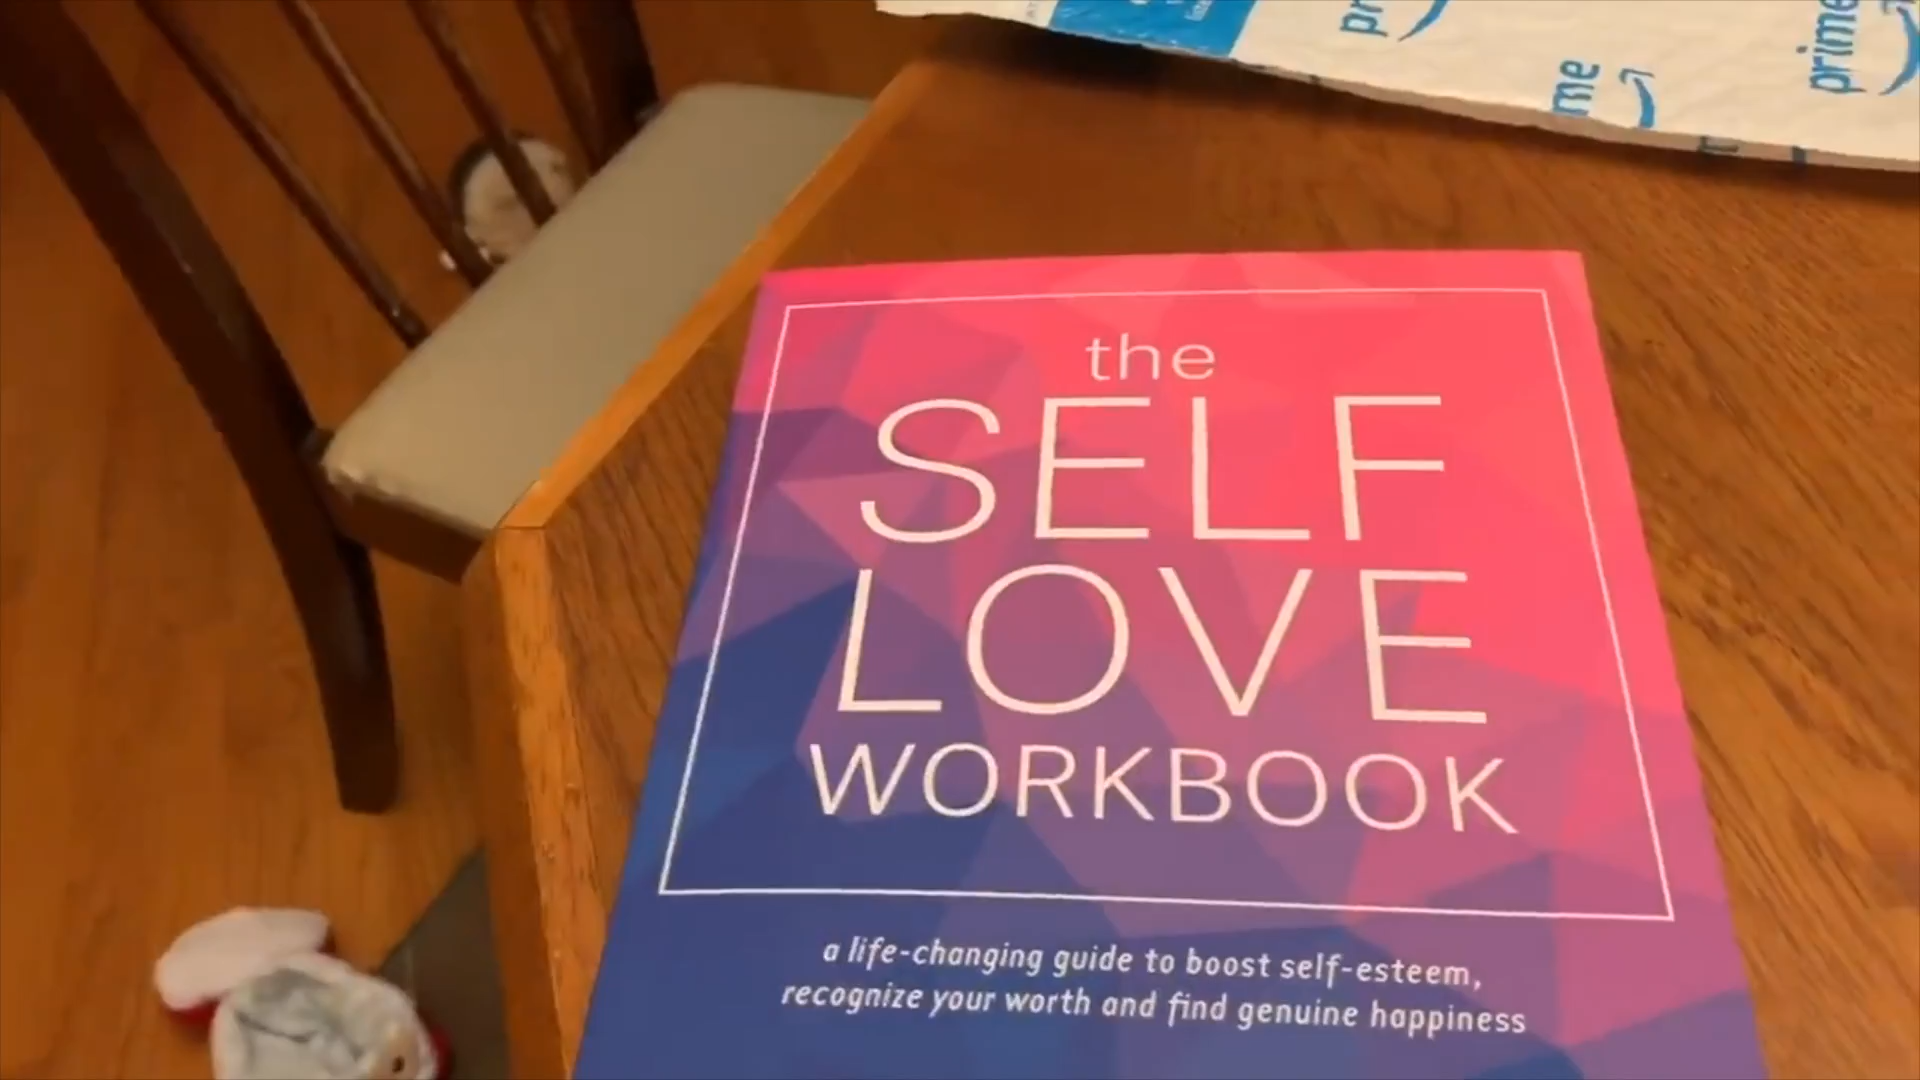 prime
the
SELF
LOVE
WORKBOOK
a life-changing guide to boost self-esteem,
recognize your worth and find genuine happiness